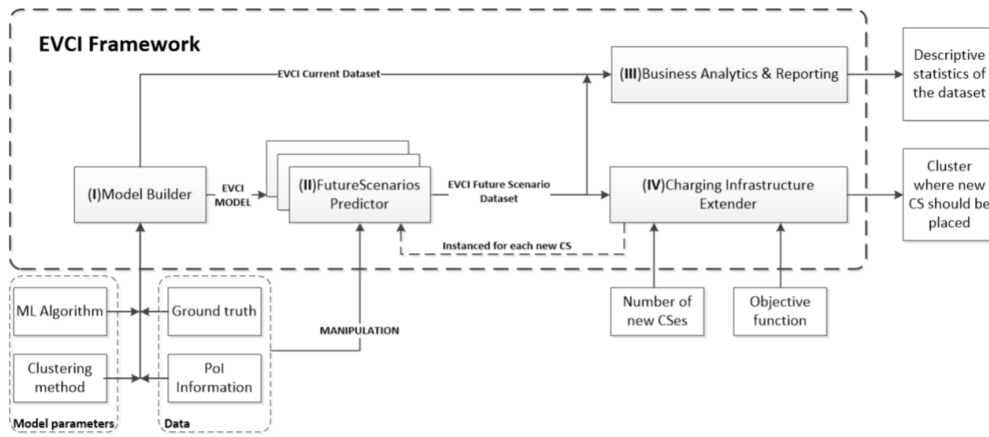 EVCI Framework
EVCI Current Dataset
(III)Business Analytics & Reporting
Descriptive
statistics of
the dataset
(I)Model Builder
EVCI
MODEL
(II)FutureScenarios
Predictor
EVCI Future Scenario
Dataset
(IV)Charging Infrastructure
Extender
Cluster
where new
CS should be
placed
Instanced for each new CS
ML Algorithm
Ground truth
MANIPULATION
Number of
new CSes
Objective
function
Clustering
method
PoI
Information
Model parameters
Data